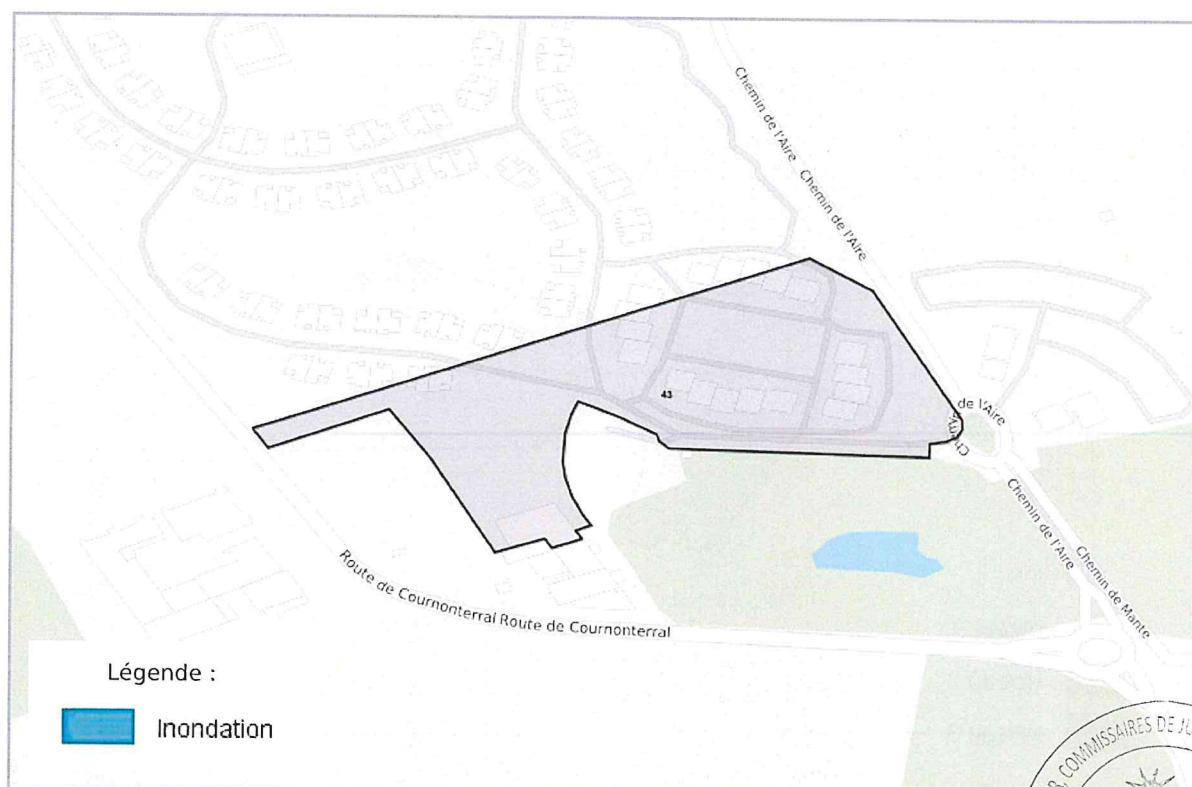 Chemin de l'Aire Chemin de l'Aire
43
de l'Aire
Chemin de l'Aire
Chemin de Mante
Route de Cournonterral Route de Cournonterral
Légende :
Inondation
COMMISSAIRES DE